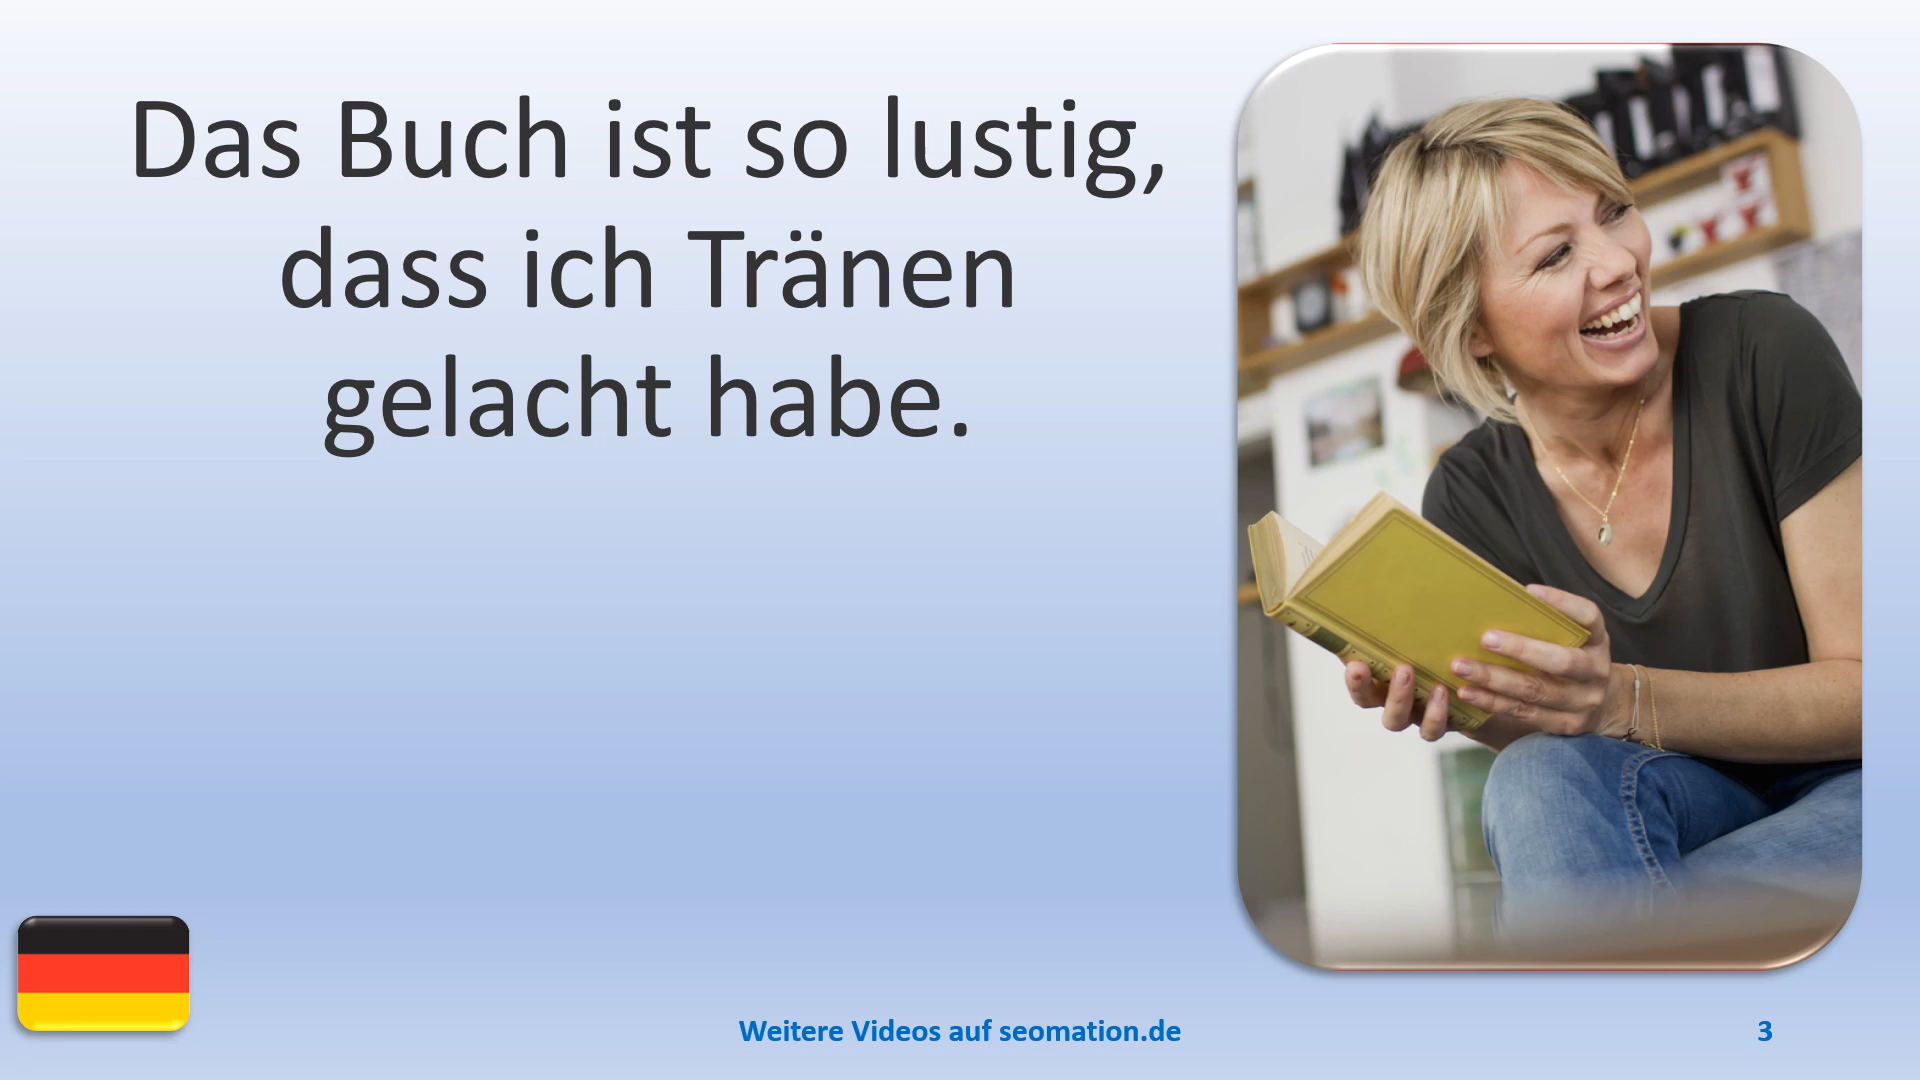 Das Buch ist so lustig,
dass ich Tränen
gelacht habe.
Weitere Videos auf seomation.de
3